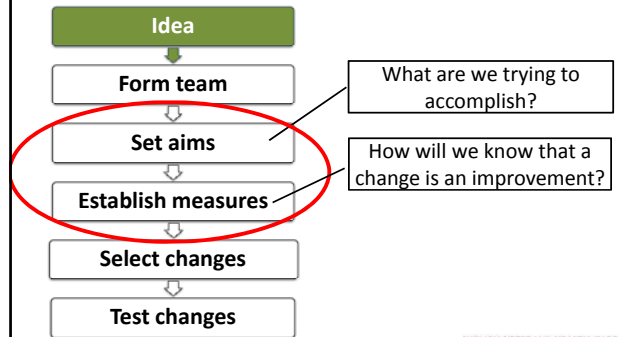 Idea
Form team
What are we trying to
accomplish?
Set aims
How will we know that a
change is an improvement?
Establish measures
Select changes
Test changes